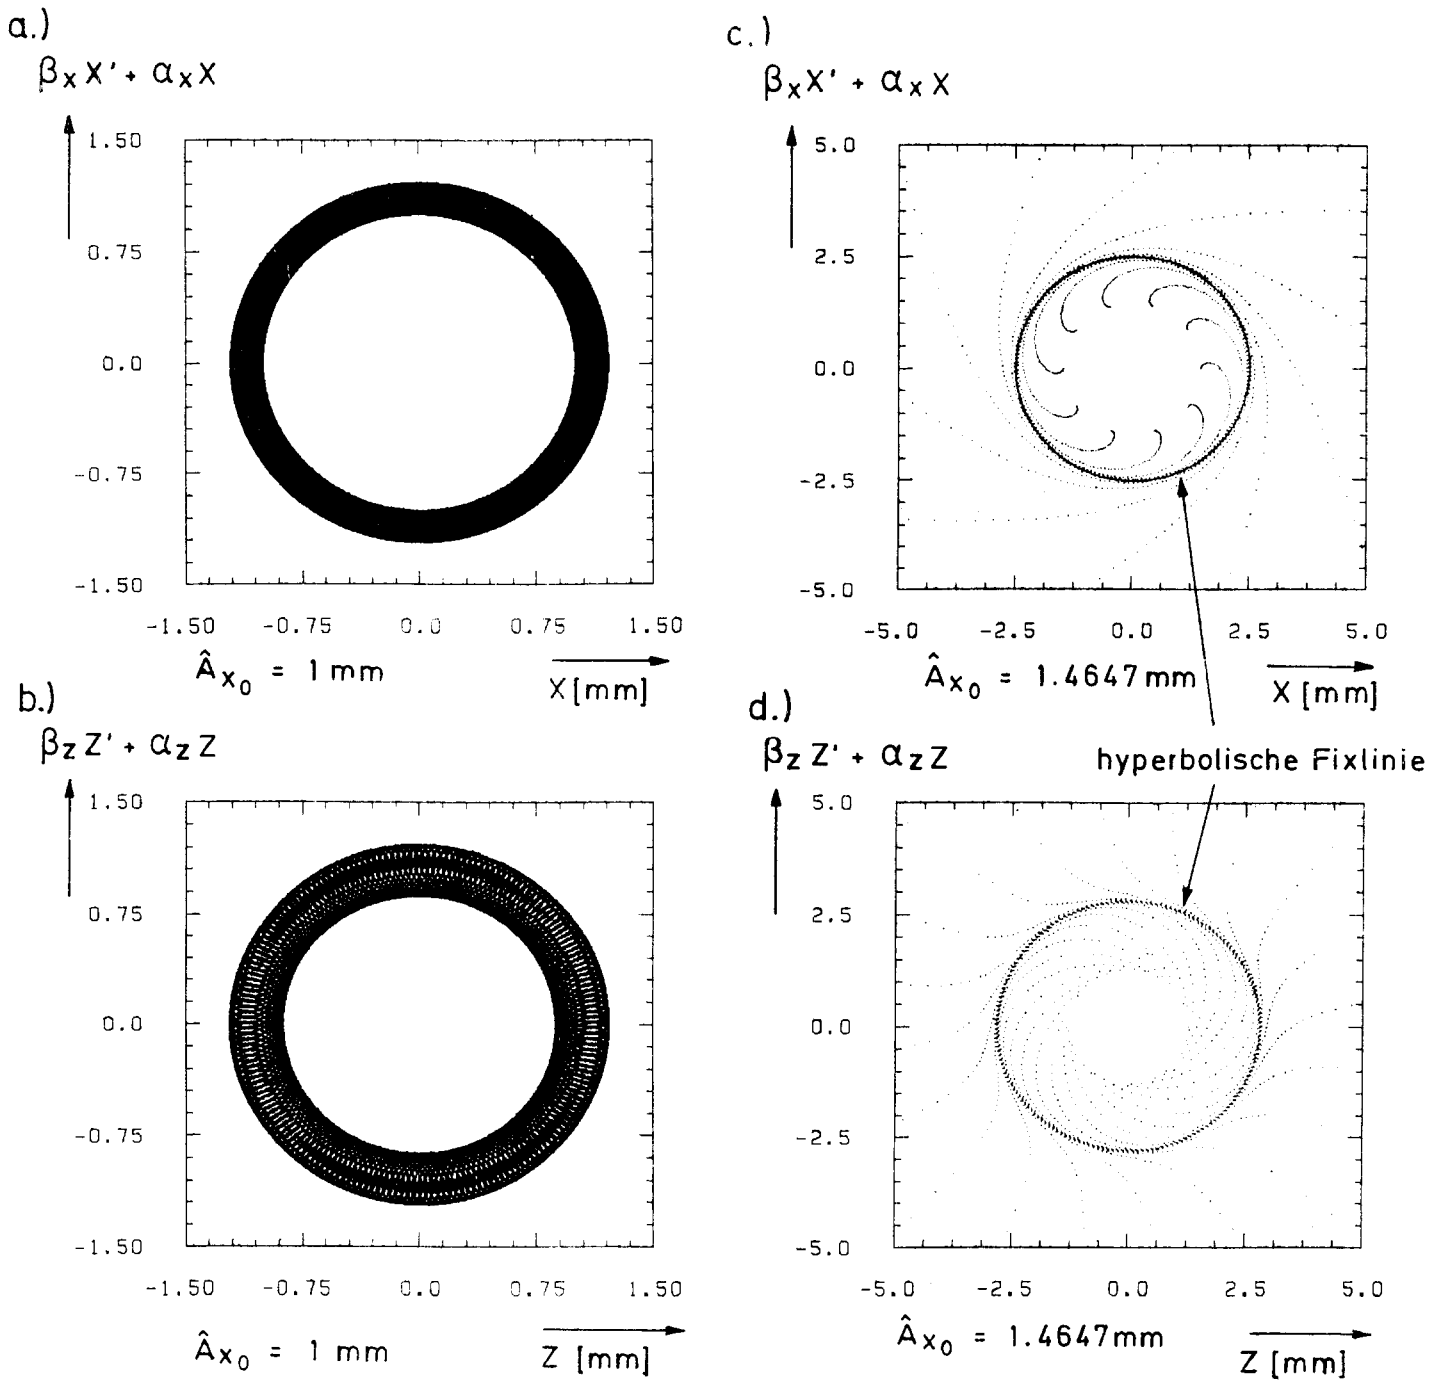 a.)
βx X' + αx X
1.50
0.75
0.0
-0.75
-1.50
-1.50 -0.75 0.0 0.75 1.50
Âx₀ = 1 mm
X [mm]
b.)
βz Z' + αz Z
1.50
0.75
0.0
-0.75
-1.50
-1.50 -0.75 0.0 0.75 1.50
Âx₀ = 1 mm
Z [mm]
c.)
βx X' + αx X
5.0
2.5
0.0
-2.5
-5.0
-5.0 -2.5 0.0 2.5 5.0
Âx₀ = 1.4647mm
X [mm]
hyperbolische Fixlinie
d.)
βz Z' + αz Z
5.0
2.5
0.0
-2.5
-5.0
-5.0 -2.5 0.0 2.5 5.0
Âx₀ = 1.4647mm
Z [mm]